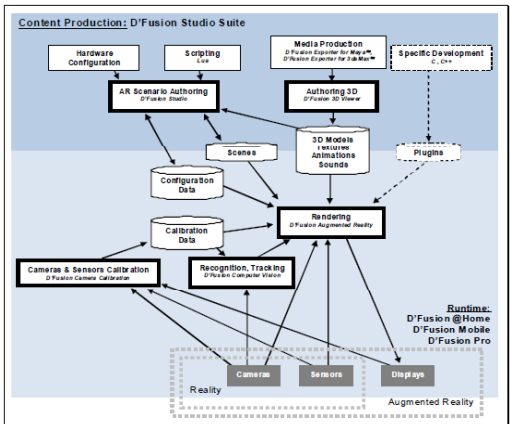 Content Production: D'Fusion Studio Suite
Hardware
Configuration
Scripting
Lua
Media Production
D'Fusion Exporter for Maya™,
D'Fusion Exporter for 3dsMax™
Specific Development
C, C++
AR Scenario Authoring
D'Fusion Studio
Authoring 3D
D'Fusion 3D Viewer
3D Models
Textures
Animations
Sounds
Scenes
Plugins
Configuration
Data
Calibration
Data
Rendering
D'Fusion Augmented Reality
Cameras & Sensors Calibration
D'Fusion Camera Calibration
Recognition, Tracking
D'Fusion Computer Vision
Runtime:
D'Fusion @Home
D'Fusion Mobile
D'Fusion Pro
Cameras
Sensors
Displays
Reality
Augmented Reality